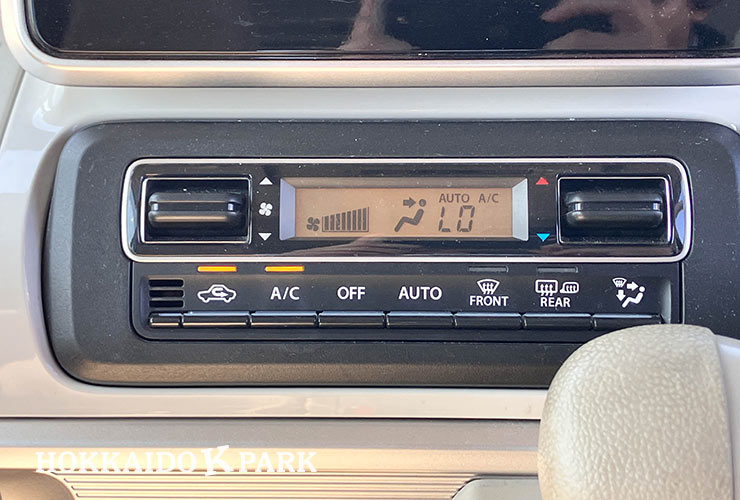 AUTO A/C
LO
A/C OFF AUTO FRONT REAR
HOKKAIDO K PARK